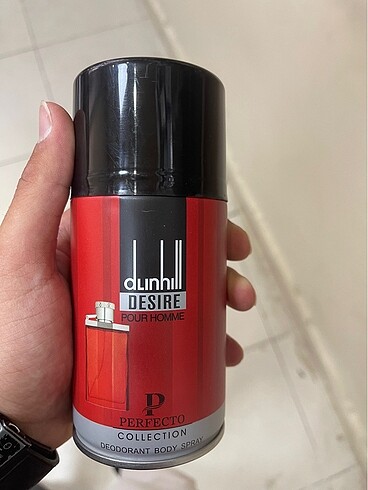 dunhill
DESIRE
POUR HOMME
P
PERFECTO
COLLECTION
DEODORANT BODY SPRAY